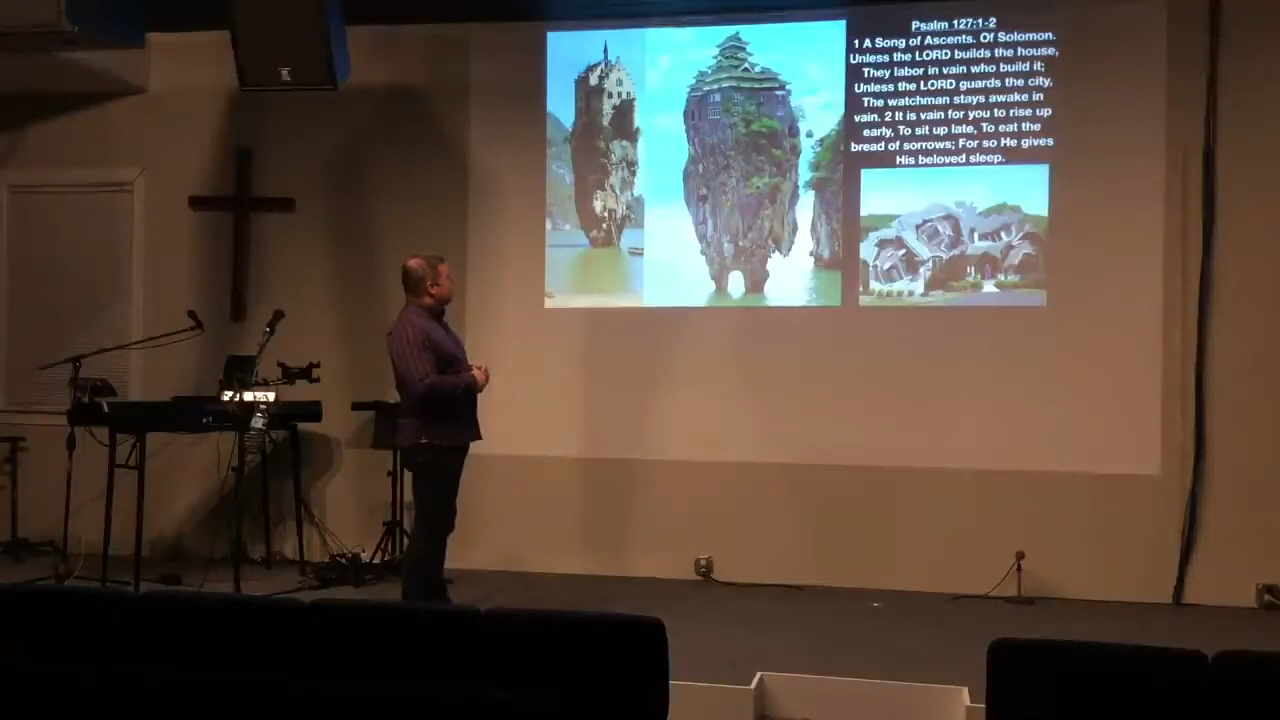 Psalm 127:1-2
1 A Song of Ascents. Of Solomon.
Unless the LORD builds the house,
They labor in vain who build it;
Unless the LORD guards the city,
The watchman stays awake in
vain. 2 It is vain for you to rise up
early, To sit up late, To eat the
bread of sorrows; For so He gives
His beloved sleep.